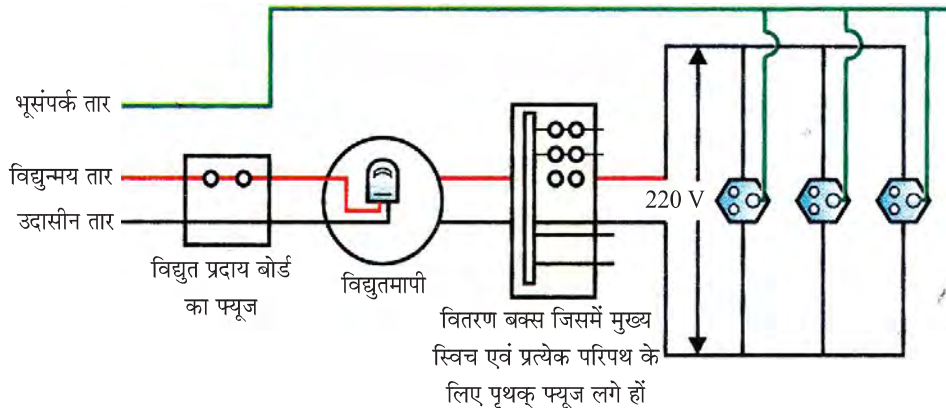 भूसंपर्क तार
विद्युन्मय तार
उदासीन तार
220 V
विद्युत प्रदाय बोर्ड
का फ्यूज
विद्युतमापी
वितरण बक्स जिसमें मुख्य
स्विच एवं प्रत्येक परिपथ के
लिए पृथक् फ्यूज लगे हों